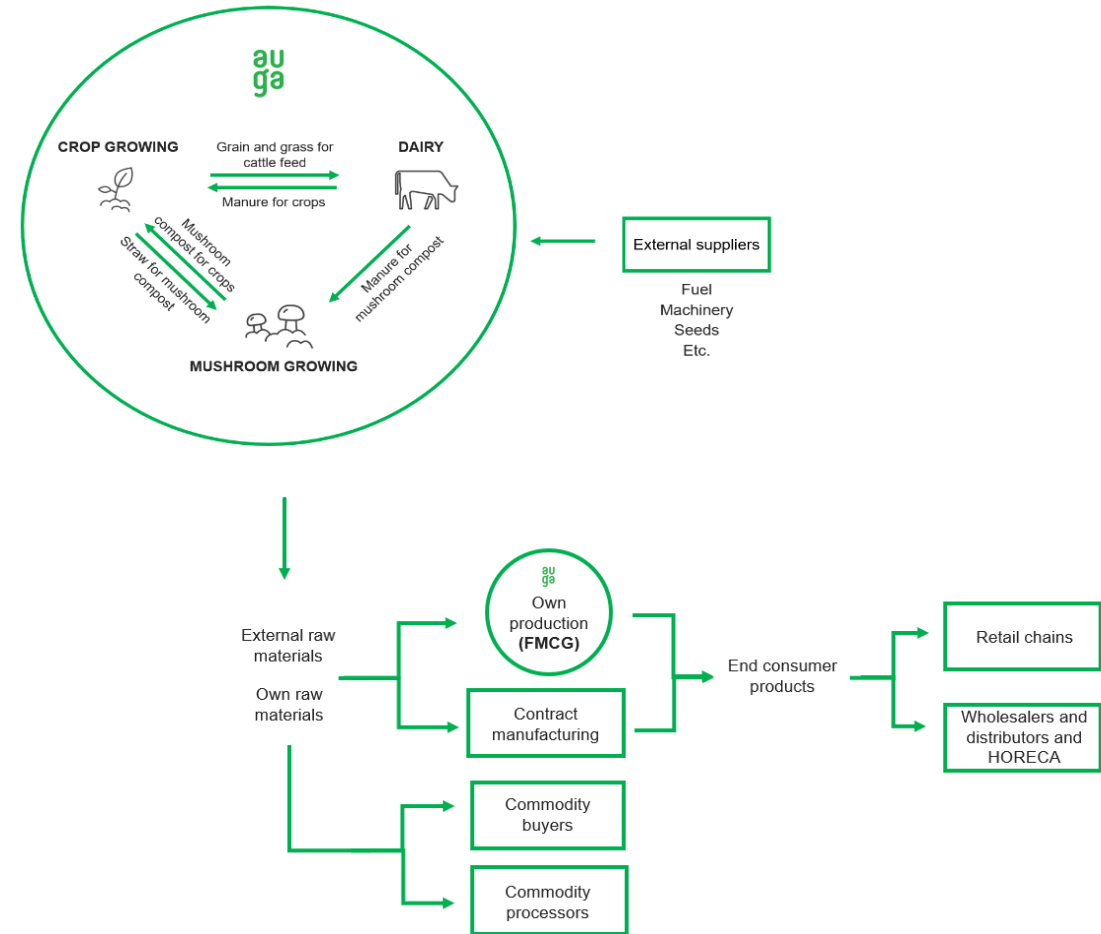 au
ga
CROP GROWING
Grain and grass for
cattle feed
DAIRY
Manure for crops
Mushroom
compost for crops
Straw for mushroom
compost
Manure for
mushroom compost
MUSHROOM GROWING
External suppliers
Fuel
Machinery
Seeds
Etc.
External raw
materials
Own raw
materials
au
ga
Own
production
(FMCG)
Contract
manufacturing
Commodity
buyers
Commodity
processors
End consumer
products
Retail chains
Wholesalers and
distributors and
HORECA